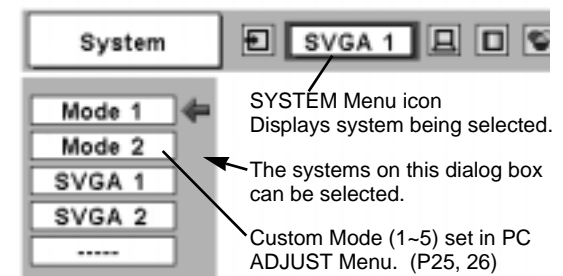 System
SVGA 1
Mode 1
Mode 2
SVGA 1
SVGA 2
-----
SYSTEM Menu icon
Displays system being selected.
The systems on this dialog box
can be selected.
Custom Mode (1~5) set in PC
ADJUST Menu. (P25, 26)